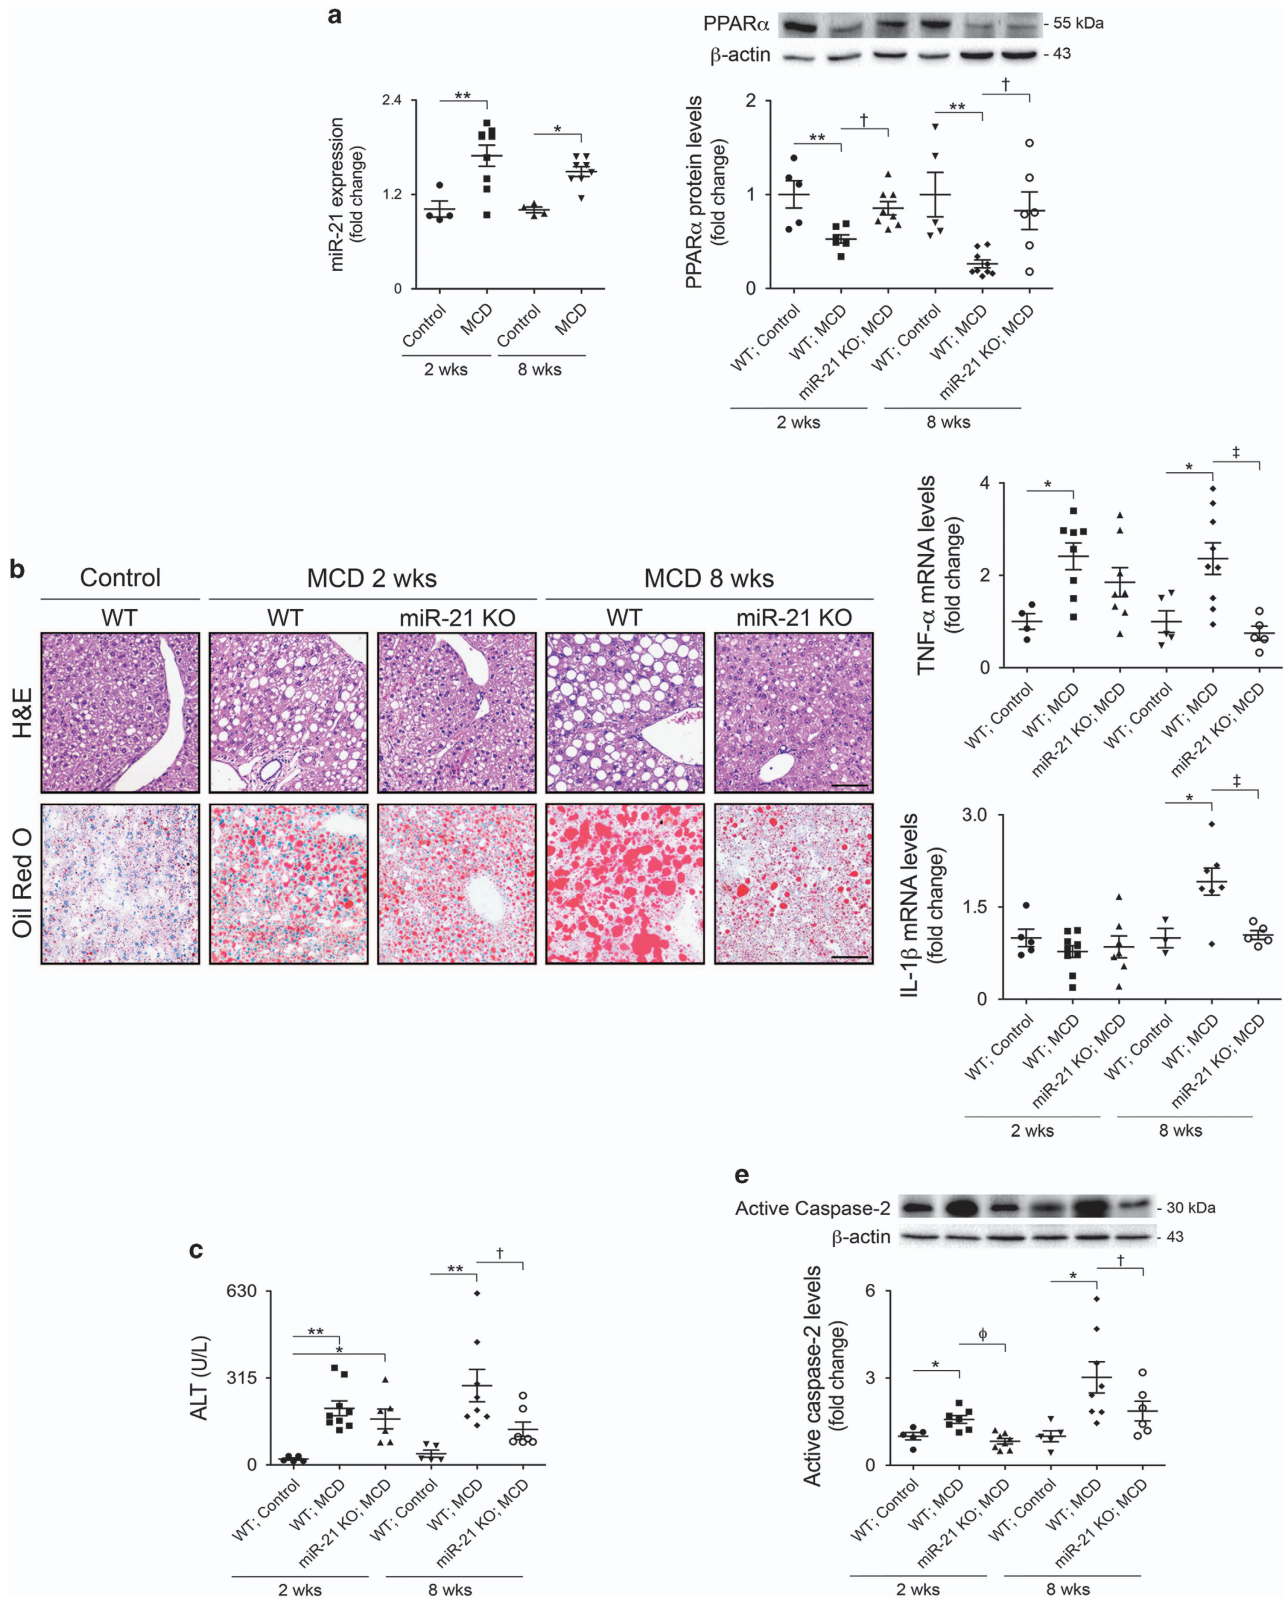 a
PPARα
- 55 kDa
β-actin
- 43
miR-21 expression
(fold change)
2.4
1.2
0
**
*
Control
MCD
Control
MCD
2 wks
8 wks
PPARα protein levels
(fold change)
2
1
0
**
†
**
†
WT; Control
WT; MCD
miR-21 KO; MCD
WT; Control
WT; MCD
miR-21 KO; MCD
2 wks
8 wks
b
Control
MCD 2 wks
MCD 8 wks
WT
WT
miR-21 KO
WT
miR-21 KO
H&E
Oil Red O
TNF-α mRNA levels
(fold change)
4
2
0
*
*
‡
WT; Control
WT; MCD
miR-21 KO; MCD
WT; Control
WT; MCD
miR-21 KO; MCD
IL-1β mRNA levels
(fold change)
3.0
1.5
0
*
‡
WT; Control
WT; MCD
miR-21 KO; MCD
WT; Control
WT; MCD
miR-21 KO; MCD
2 wks
8 wks
c
ALT (U/L)
630
315
0
**
*
**
†
WT; Control
WT; MCD
miR-21 KO; MCD
WT; Control
WT; MCD
miR-21 KO; MCD
2 wks
8 wks
e
Active Caspase-2
- 30 kDa
β-actin
- 43
Active caspase-2 levels
(fold change)
6
3
0
*
ϕ
*
†
WT; Control
WT; MCD
miR-21 KO; MCD
WT; Control
WT; MCD
miR-21 KO; MCD
2 wks
8 wks